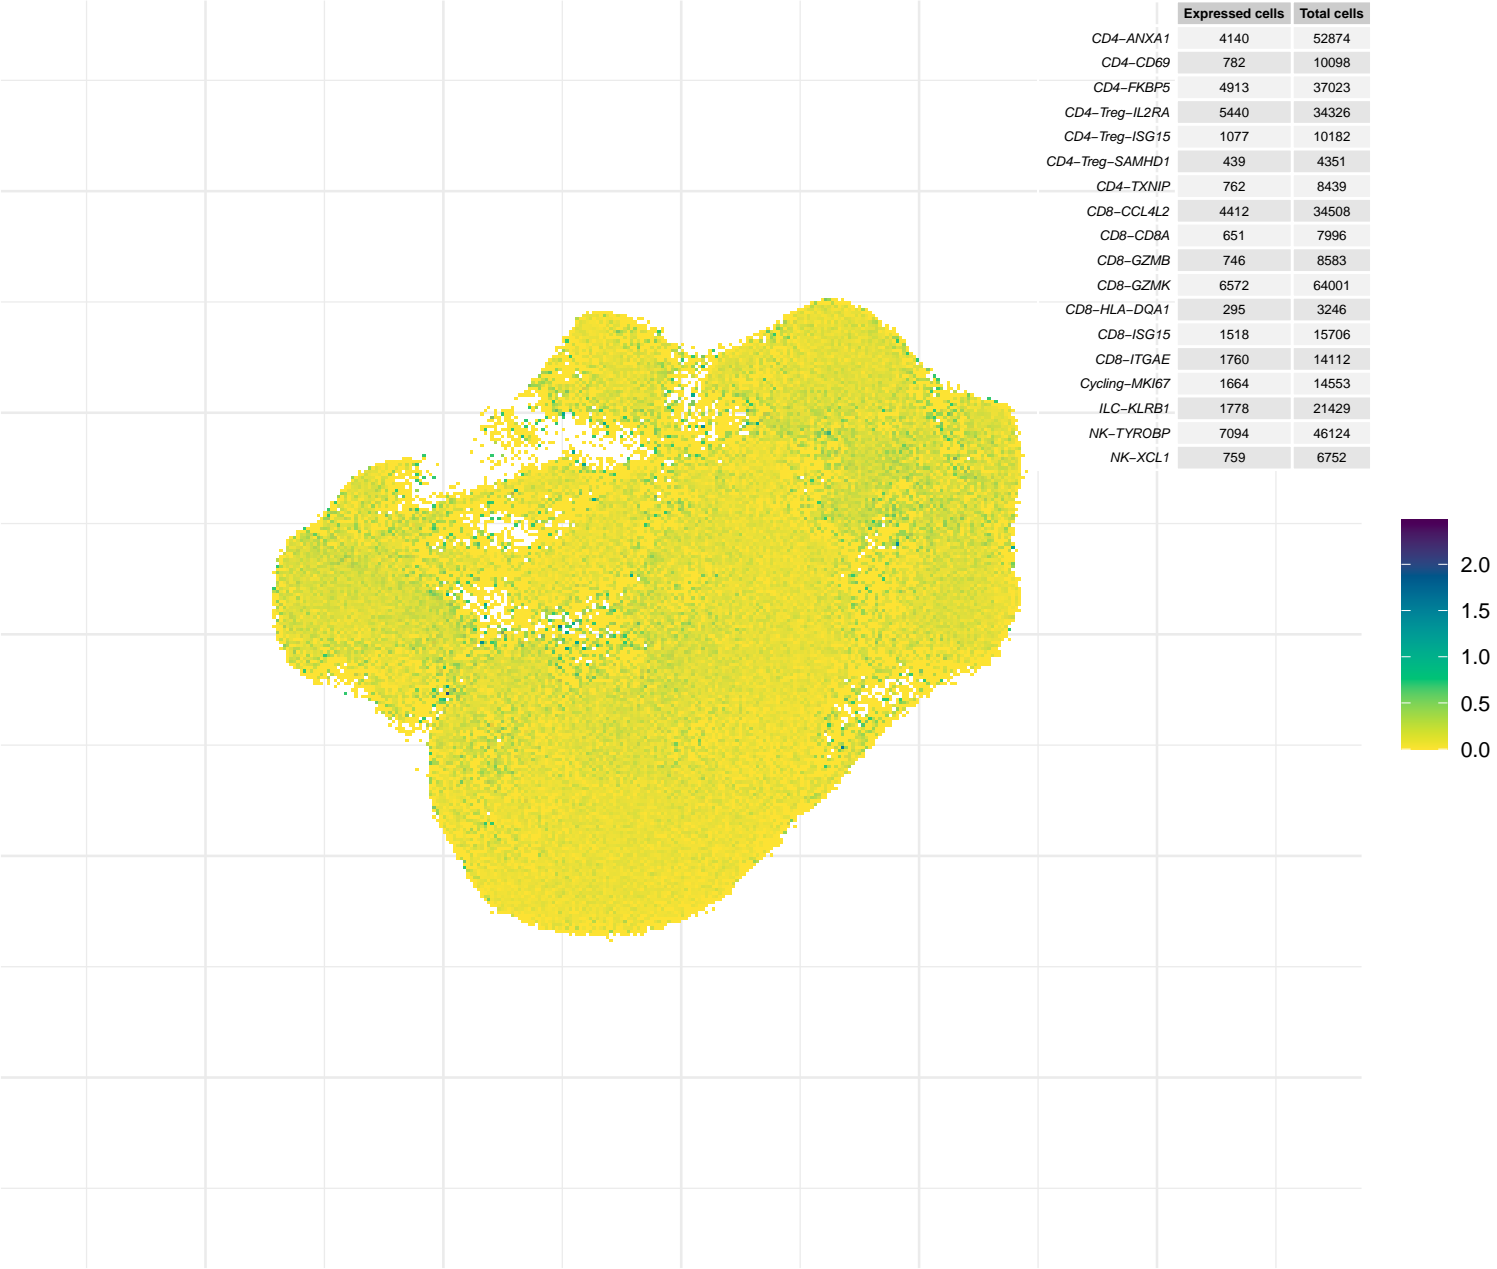 Expressed cells Total cells
CD4−ANXA1 4140 52874
CD4−CD69 782 10098
CD4−FKBP5 4913 37023
CD4−Treg−IL2RA 5440 34326
CD4−Treg−ISG15 1077 10182
CD4−Treg−SAMHD1 439 4351
CD4−TXNIP 762 8439
CD8−CCL4L2 4412 34508
CD8−CD8A 651 7996
CD8−GZMB 746 8583
CD8−GZMK 6572 64001
CD8−HLA−DQA1 295 3246
CD8−ISG15 1518 15706
CD8−ITGAE 1760 14112
Cycling−MKI67 1664 14553
ILC−KLRB1 1778 21429
NK−TYROBP 7094 46124
NK−XCL1 759 6752
2.0
1.5
1.0
0.5
0.0